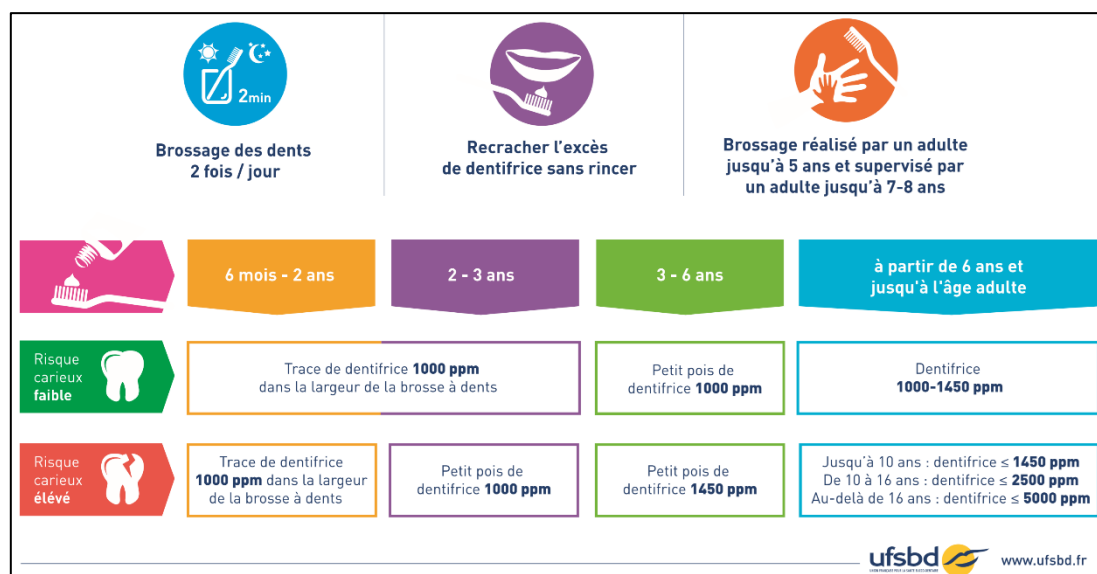 2min
Brossage des dents
2 fois / jour
Recracher l'excès
de dentifrice sans rincer
Brossage réalisé par un adulte
jusqu'à 5 ans et supervisé par
un adulte jusqu'à 7-8 ans
6 mois - 2 ans
2 - 3 ans
3 - 6 ans
à partir de 6 ans et
jusqu'à l'âge adulte
Risque
carieux
faible
Trace de dentifrice 1000 ppm
dans la largeur de la brosse à dents
Petit pois de
dentifrice 1000 ppm
Dentifrice
1000-1450 ppm
Risque
carieux
élévé
Trace de dentifrice
1000 ppm dans la largeur
de la brosse à dents
Petit pois de
dentifrice 1000 ppm
Petit pois de
dentifrice 1450 ppm
Jusqu'à 10 ans : dentifrice ≤ 1450 ppm
De 10 à 16 ans : dentifrice ≤ 2500 ppm
Au-delà de 16 ans : dentifrice ≤ 5000 ppm
ufsbd
www.ufsbd.fr